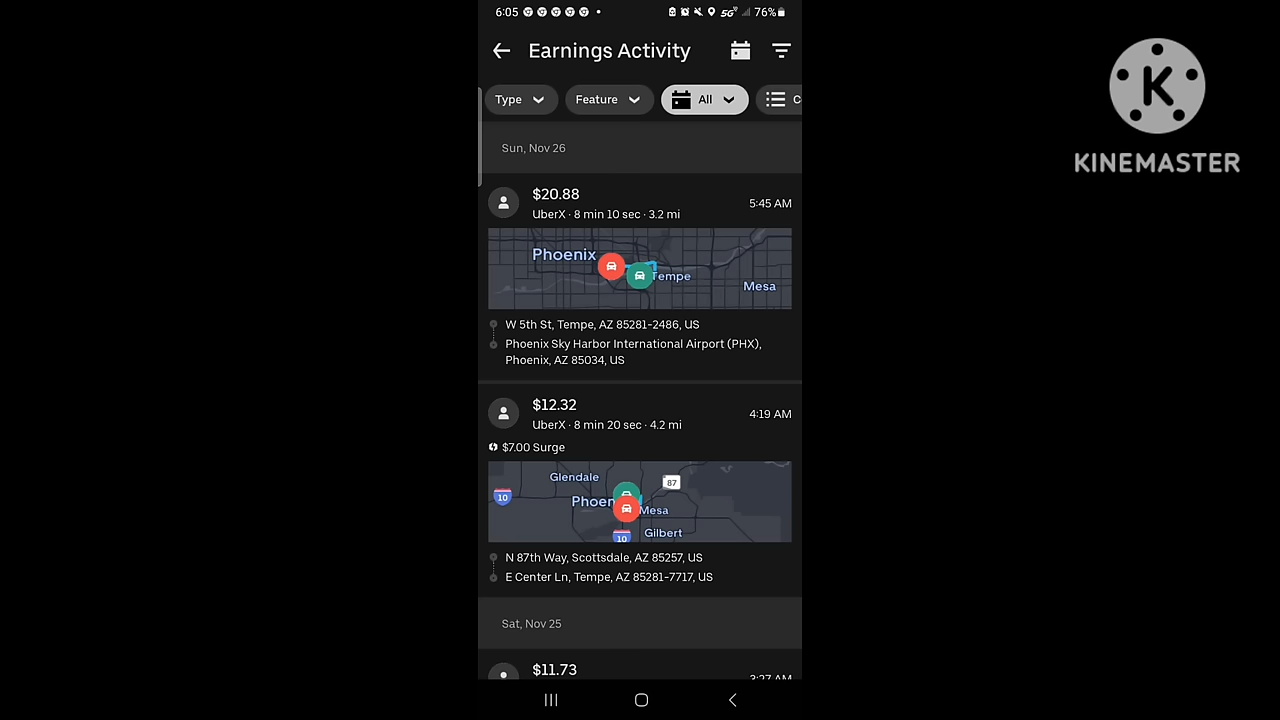 6:05
5G
76%
Earnings Activity
Type
Feature
All
C
K
KINEMASTER
Sun, Nov 26
$20.88
5:45 AM
UberX · 8 min 10 sec · 3.2 mi
Phoenix
Tempe
Mesa
W 5th St, Tempe, AZ 85281-2486, US
Phoenix Sky Harbor International Airport (PHX),
Phoenix, AZ 85034, US
$12.32
4:19 AM
UberX · 8 min 20 sec · 4.2 mi
$7.00 Surge
Glendale
87
10
Phoen
Mesa
10
Gilbert
N 87th Way, Scottsdale, AZ 85257, US
E Center Ln, Tempe, AZ 85281-7717, US
Sat, Nov 25
$11.73
3:27 AM